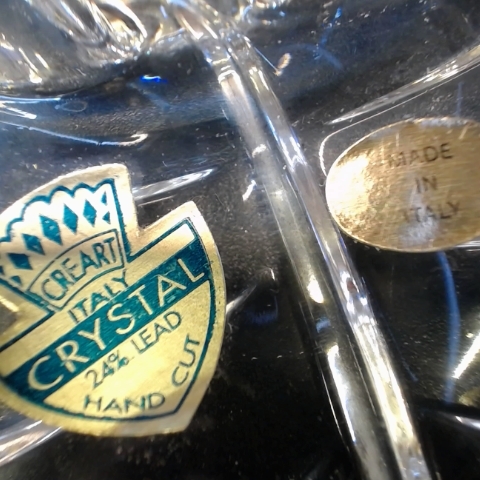 CREART
ITALY
CRYSTAL
24% LEAD
HAND CUT
MADE
IN
ITALY